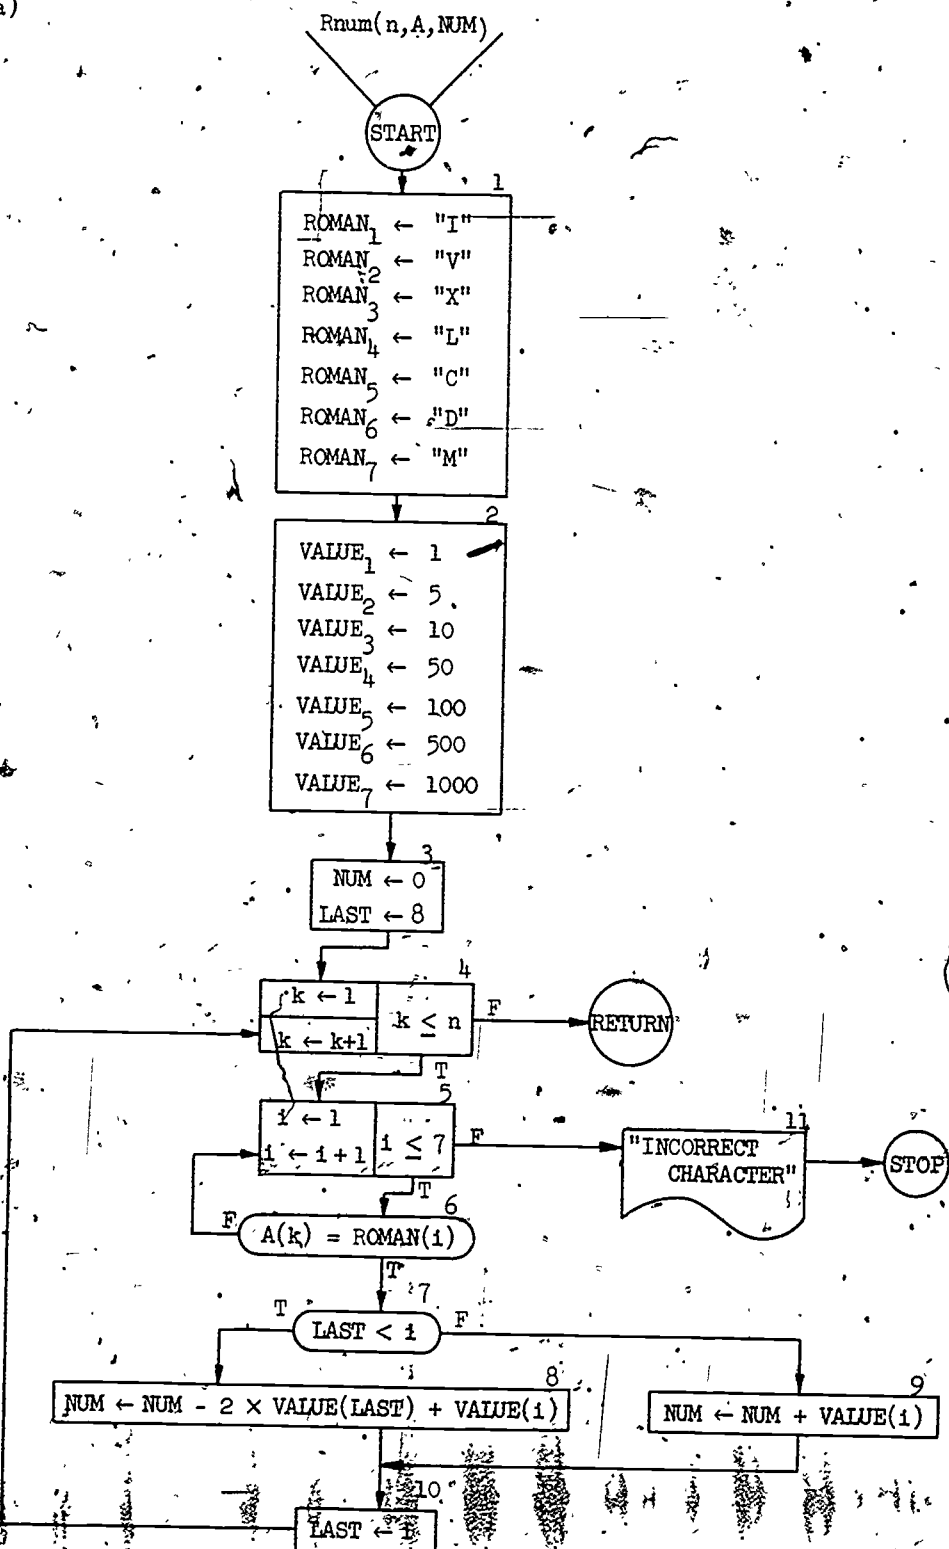 a)
Rnum(n,A,NUM)
START
1
ROMAN1 ← "I"
ROMAN2 ← "V"
ROMAN3 ← "X"
ROMAN4 ← "L"
ROMAN5 ← "C"
ROMAN6 ← "D"
ROMAN7 ← "M"
2
VALUE1 ← 1
VALUE2 ← 5
VALUE3 ← 10
VALUE4 ← 50
VALUE5 ← 100
VALUE6 ← 500
VALUE7 ← 1000
3
NUM ← 0
LAST ← 8
4
k ← 1
k ← k+1
k ≤ n
F
RETURN
T
5
i ← 1
i ← i+1
i ≤ 7
F
11
"INCORRECT
CHARACTER"
STOP
T
6
F
A(k) = ROMAN(i)
T
7
T
LAST < i
F
8
NUM ← NUM - 2 × VALUE(LAST) + VALUE(i)
9
NUM ← NUM + VALUE(i)
10
LAST ← i